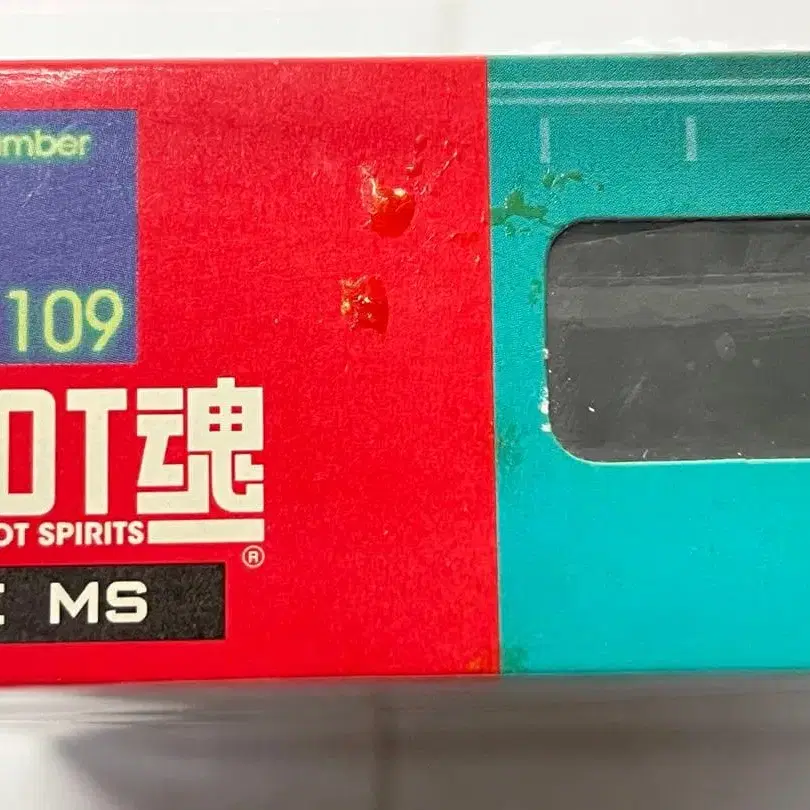 mber
109
OT魂
OT SPIRITS
®
MS